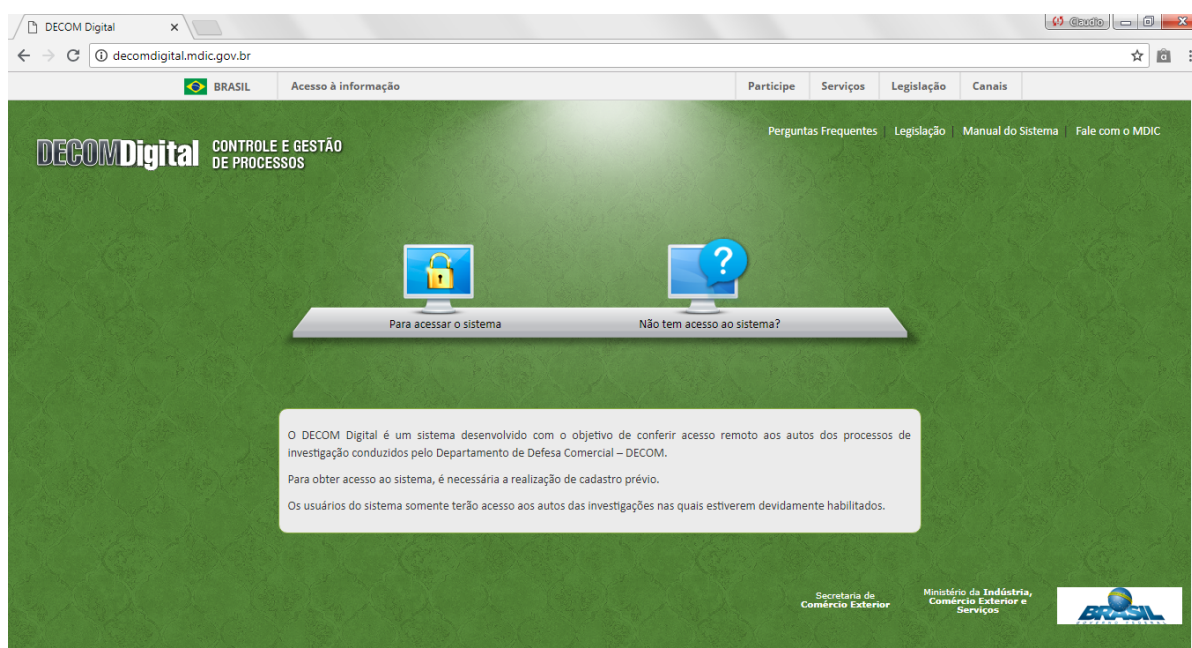 DECOM Digital
Claudio
decomdigital.mdic.gov.br
BRASIL Acesso à informação Participe Serviços Legislação Canais
Perguntas Frequentes | Legislação | Manual do Sistema | Fale com o MDIC
DECOMDigital CONTROLE E GESTÃO
DE PROCESSOS
?
Para acessar o sistema Não tem acesso ao sistema?
O DECOM Digital é um sistema desenvolvido com o objetivo de conferir acesso remoto aos autos dos processos de
investigação conduzidos pelo Departamento de Defesa Comercial – DECOM.
Para obter acesso ao sistema, é necessária a realização de cadastro prévio.
Os usuários do sistema somente terão acesso aos autos das investigações nas quais estiverem devidamente habilitados.
Secretaria de
Comércio Exterior
Ministério da Indústria,
Comércio Exterior e
Serviços
BRASIL
GOVERNO FEDERAL